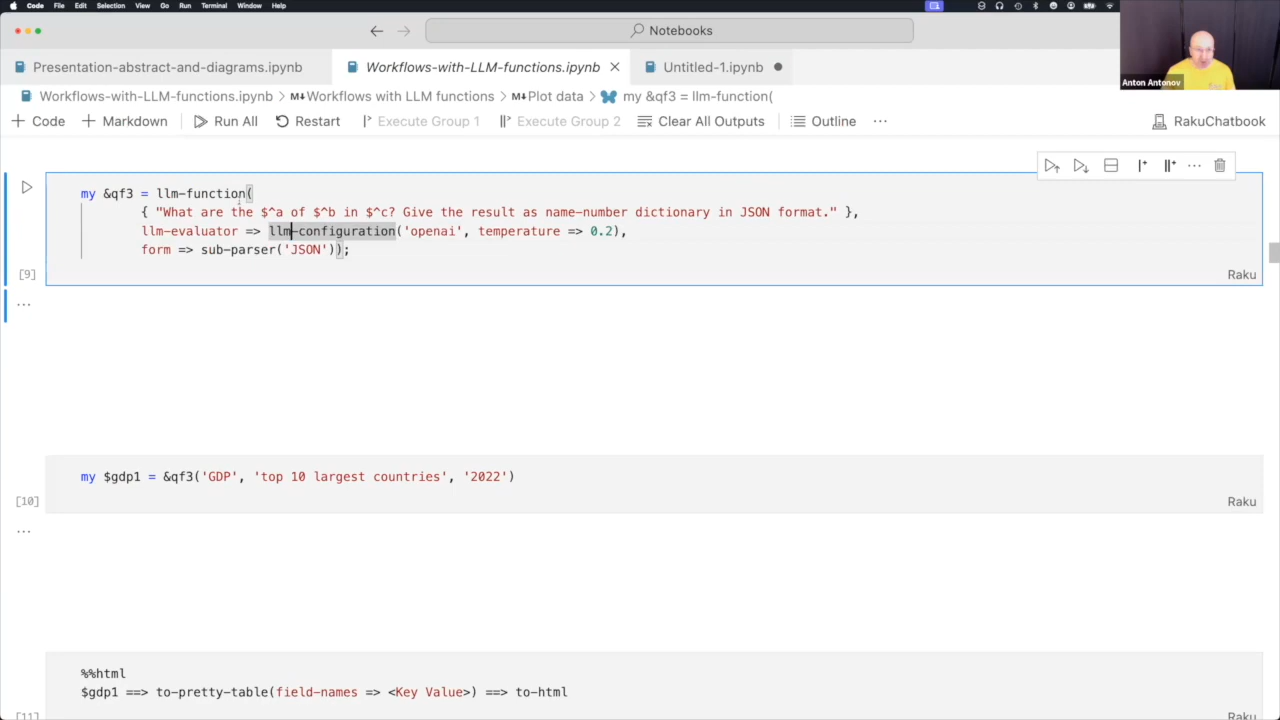 Code File Edit Selection View Go Run Terminal Window Help
Notebooks
Presentation-abstract-and-diagrams.ipynb Workflows-with-LLM-functions.ipynb Untitled-1.ipynb
Anton Antonov
Workflows-with-LLM-functions.ipynb > M↓Workflows with LLM functions > M↓Plot data > my &qf3 = llm-function(
+ Code + Markdown Run All Restart Execute Group 1 Execute Group 2 Clear All Outputs Outline ... RakuChatbook
my &qf3 = llm-function(
{ "What are the $^a of $^b in $^c? Give the result as name-number dictionary in JSON format." },
llm-evaluator => llm-configuration('openai', temperature => 0.2),
form => sub-parser('JSON'));
[9]
Raku
...
my $gdp1 = &qf3('GDP', 'top 10 largest countries', '2022')
[10]
Raku
...
%%html
$gdp1 ==> to-pretty-table(field-names => <Key Value>) ==> to-html
[11]
Raku